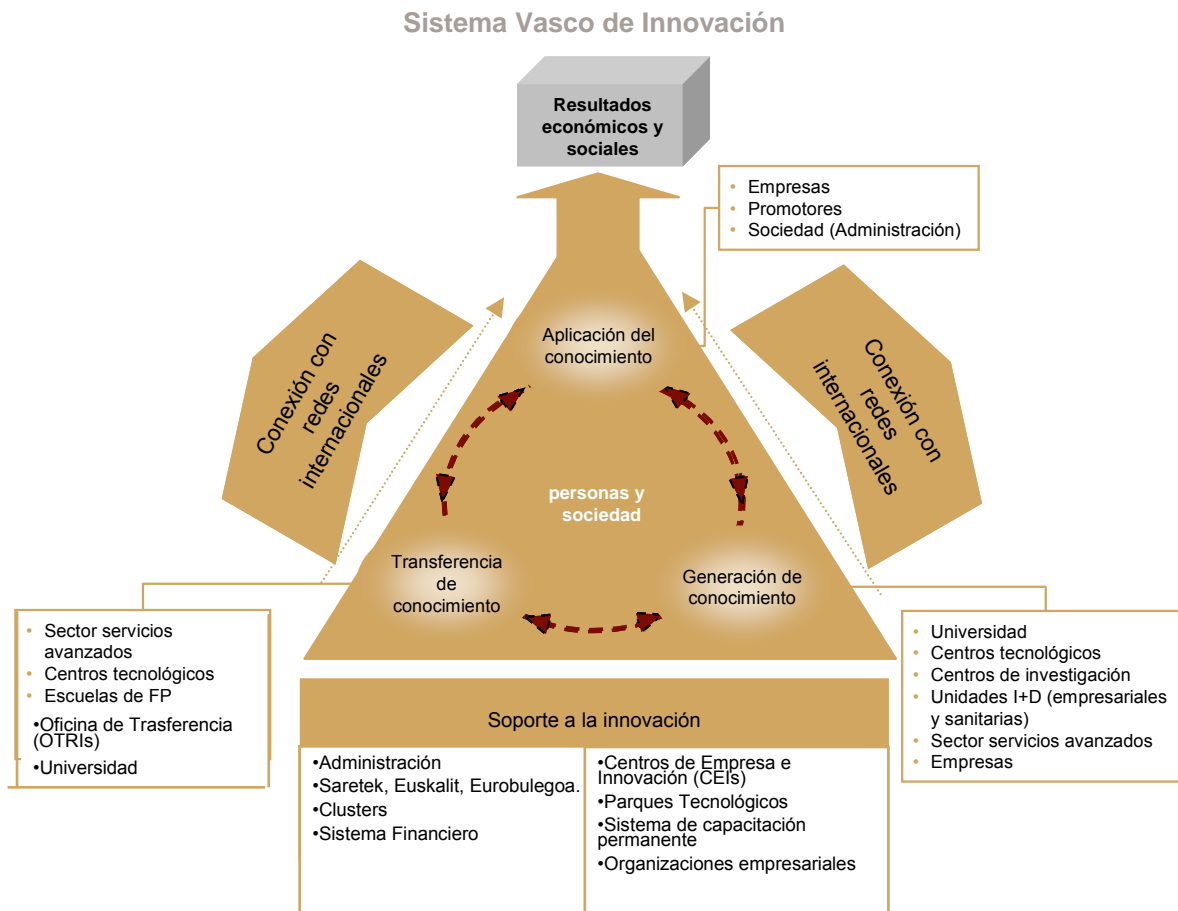 Sistema Vasco de Innovación
Resultados
económicos y
sociales
• Empresas
• Promotores
• Sociedad (Administración)
Conexión con
redes
internacionales
Aplicación del
conocimiento
Conexión con
redes
internacionales
personas y
sociedad
Transferencia
de
conocimiento
Generación de
conocimiento
• Sector servicios
avanzados
• Centros tecnológicos
• Escuelas de FP
•Oficina de Trasferencia
(OTRIs)
•Universidad
• Universidad
• Centros tecnológicos
• Centros de investigación
• Unidades I+D (empresariales
y sanitarias)
• Sector servicios avanzados
• Empresas
Soporte a la innovación
•Administración
•Saretek, Euskalit, Eurobulegoa.
•Clusters
•Sistema Financiero
•Centros de Empresa e
Innovación (CEIs)
•Parques Tecnológicos
•Sistema de capacitación
permanente
•Organizaciones empresariales